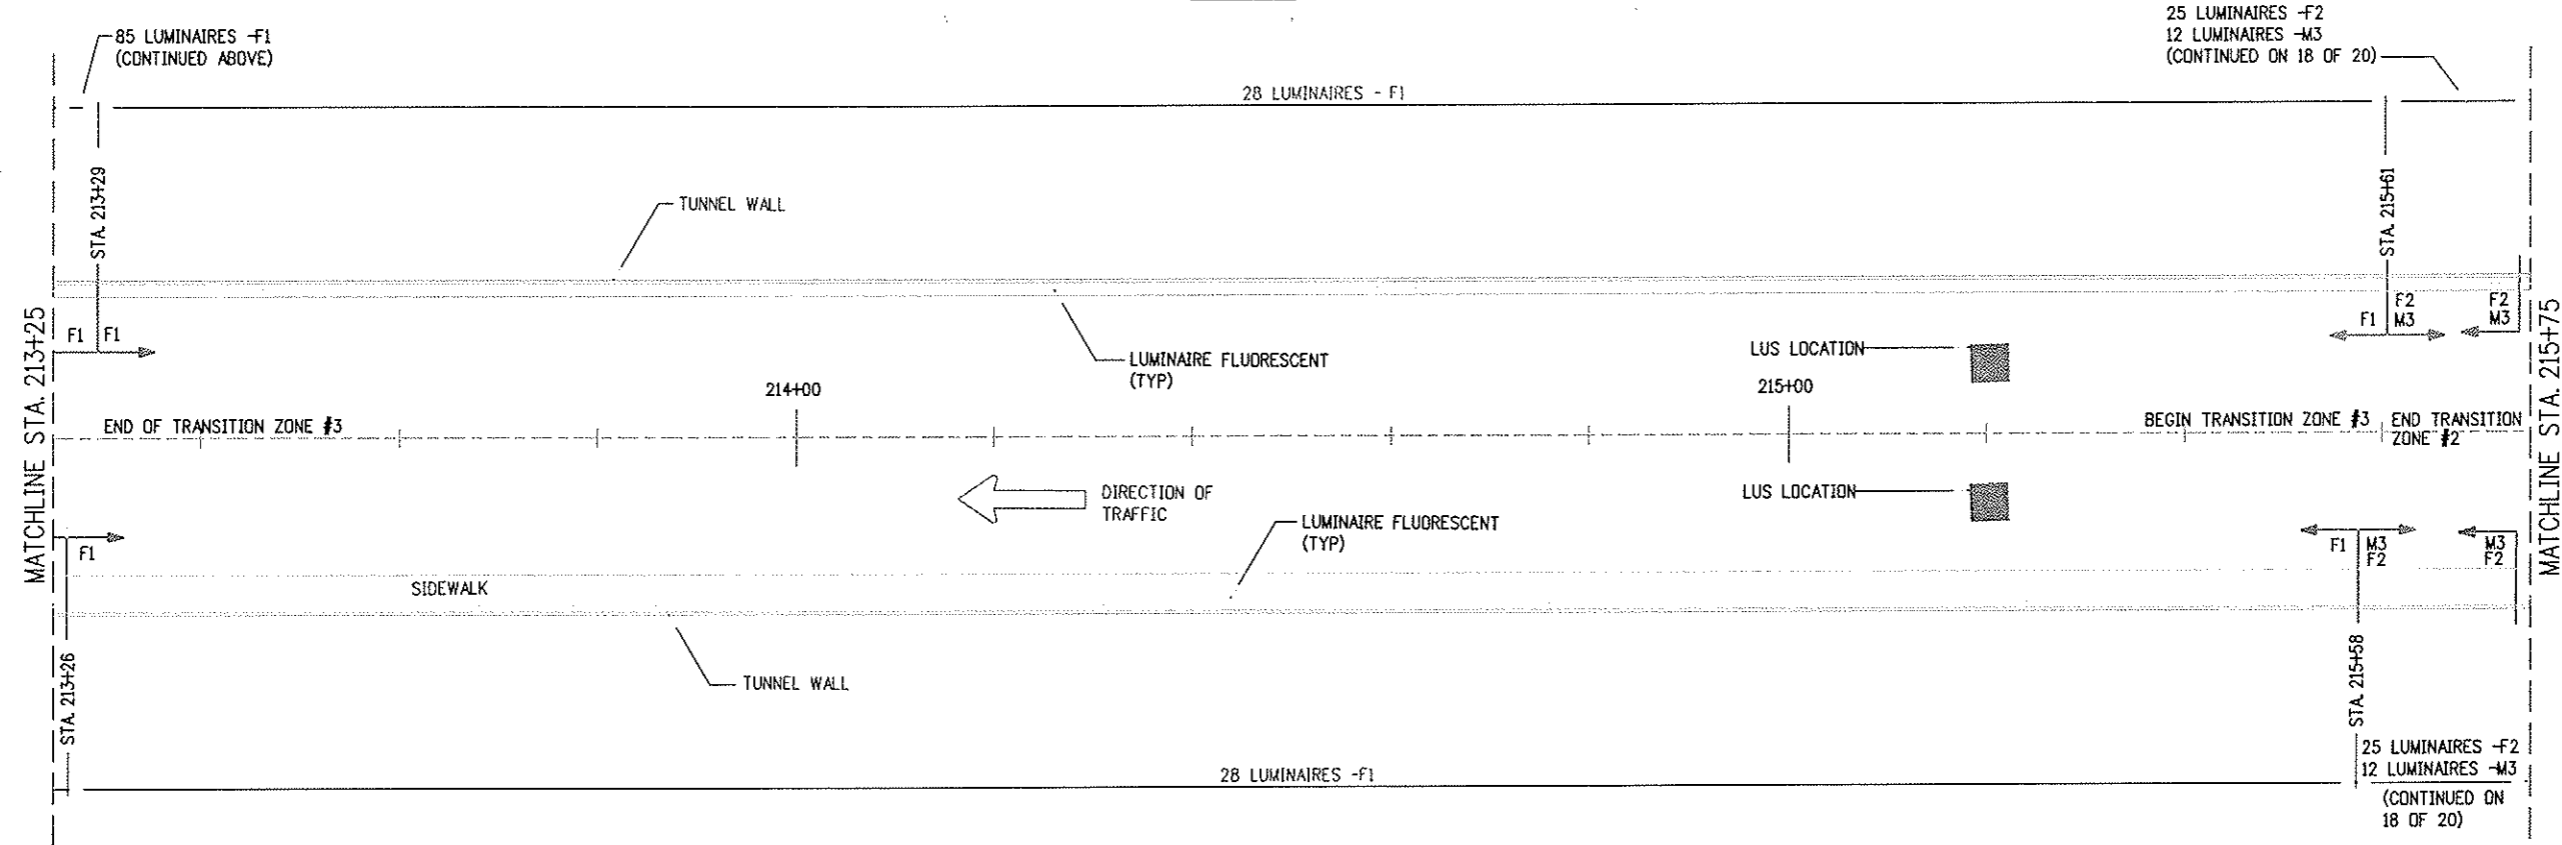 85 LUMINAIRES -F1
(CONTINUED ABOVE)
25 LUMINAIRES -F2
12 LUMINAIRES -M3
(CONTINUED ON 18 OF 20)
28 LUMINAIRES - F1
STA. 213+29
STA. 215+61
TUNNEL WALL
F1 F1
F1
F2
M3
F2
M3
LUMINAIRE FLUORESCENT
(TYP)
LUS LOCATION
214+00
215+00
MATCHLINE STA. 213+25
MATCHLINE STA. 215+75
END OF TRANSITION ZONE #3
BEGIN TRANSITION ZONE #3
END TRANSITION
ZONE #2
DIRECTION OF
TRAFFIC
LUS LOCATION
LUMINAIRE FLUORESCENT
(TYP)
F1
F1
M3
F2
M3
F2
SIDEWALK
TUNNEL WALL
STA. 213+26
STA. 215+58
28 LUMINAIRES -F1
25 LUMINAIRES -F2
12 LUMINAIRES -M3
(CONTINUED ON
18 OF 20)